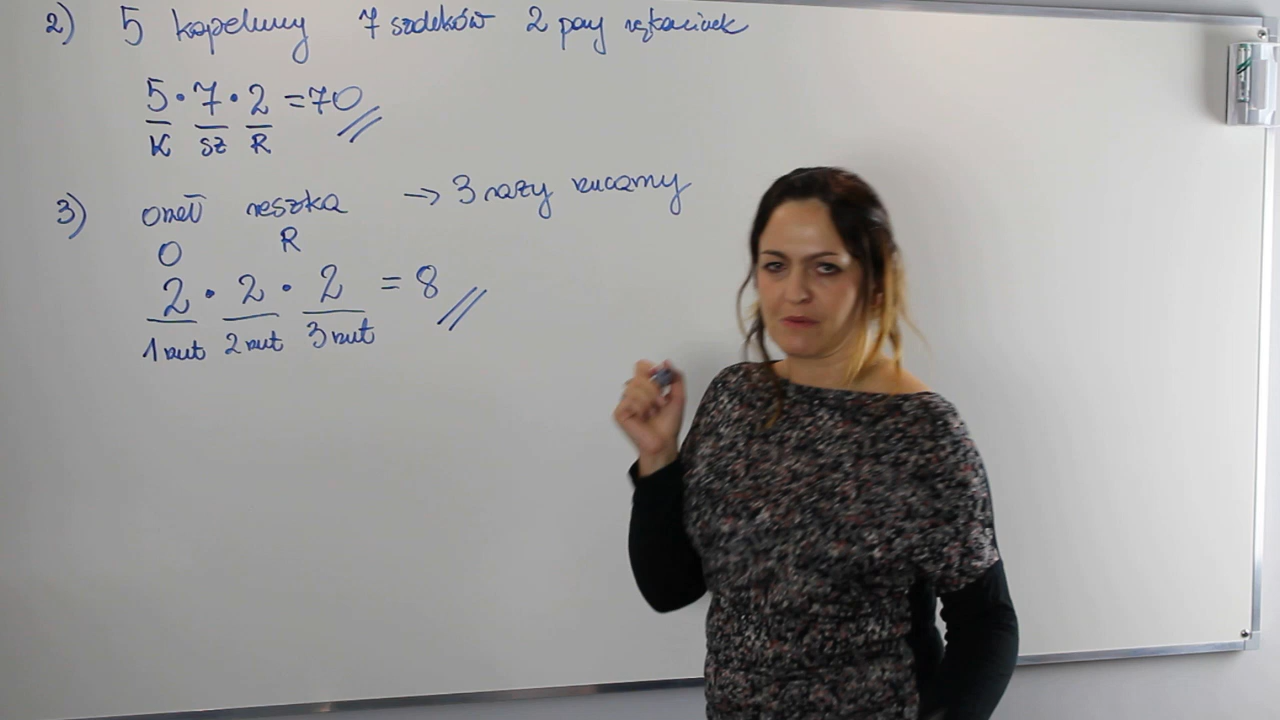 2) 5 kapeluszy 7 szalików 2 pary rękawiczek
5 · 7 · 2 = 70
K SZ R
3) orzeł reszka → 3 razy rzucamy
O R
2 · 2 · 2 = 8
1 rzut 2 rzut 3 rzut